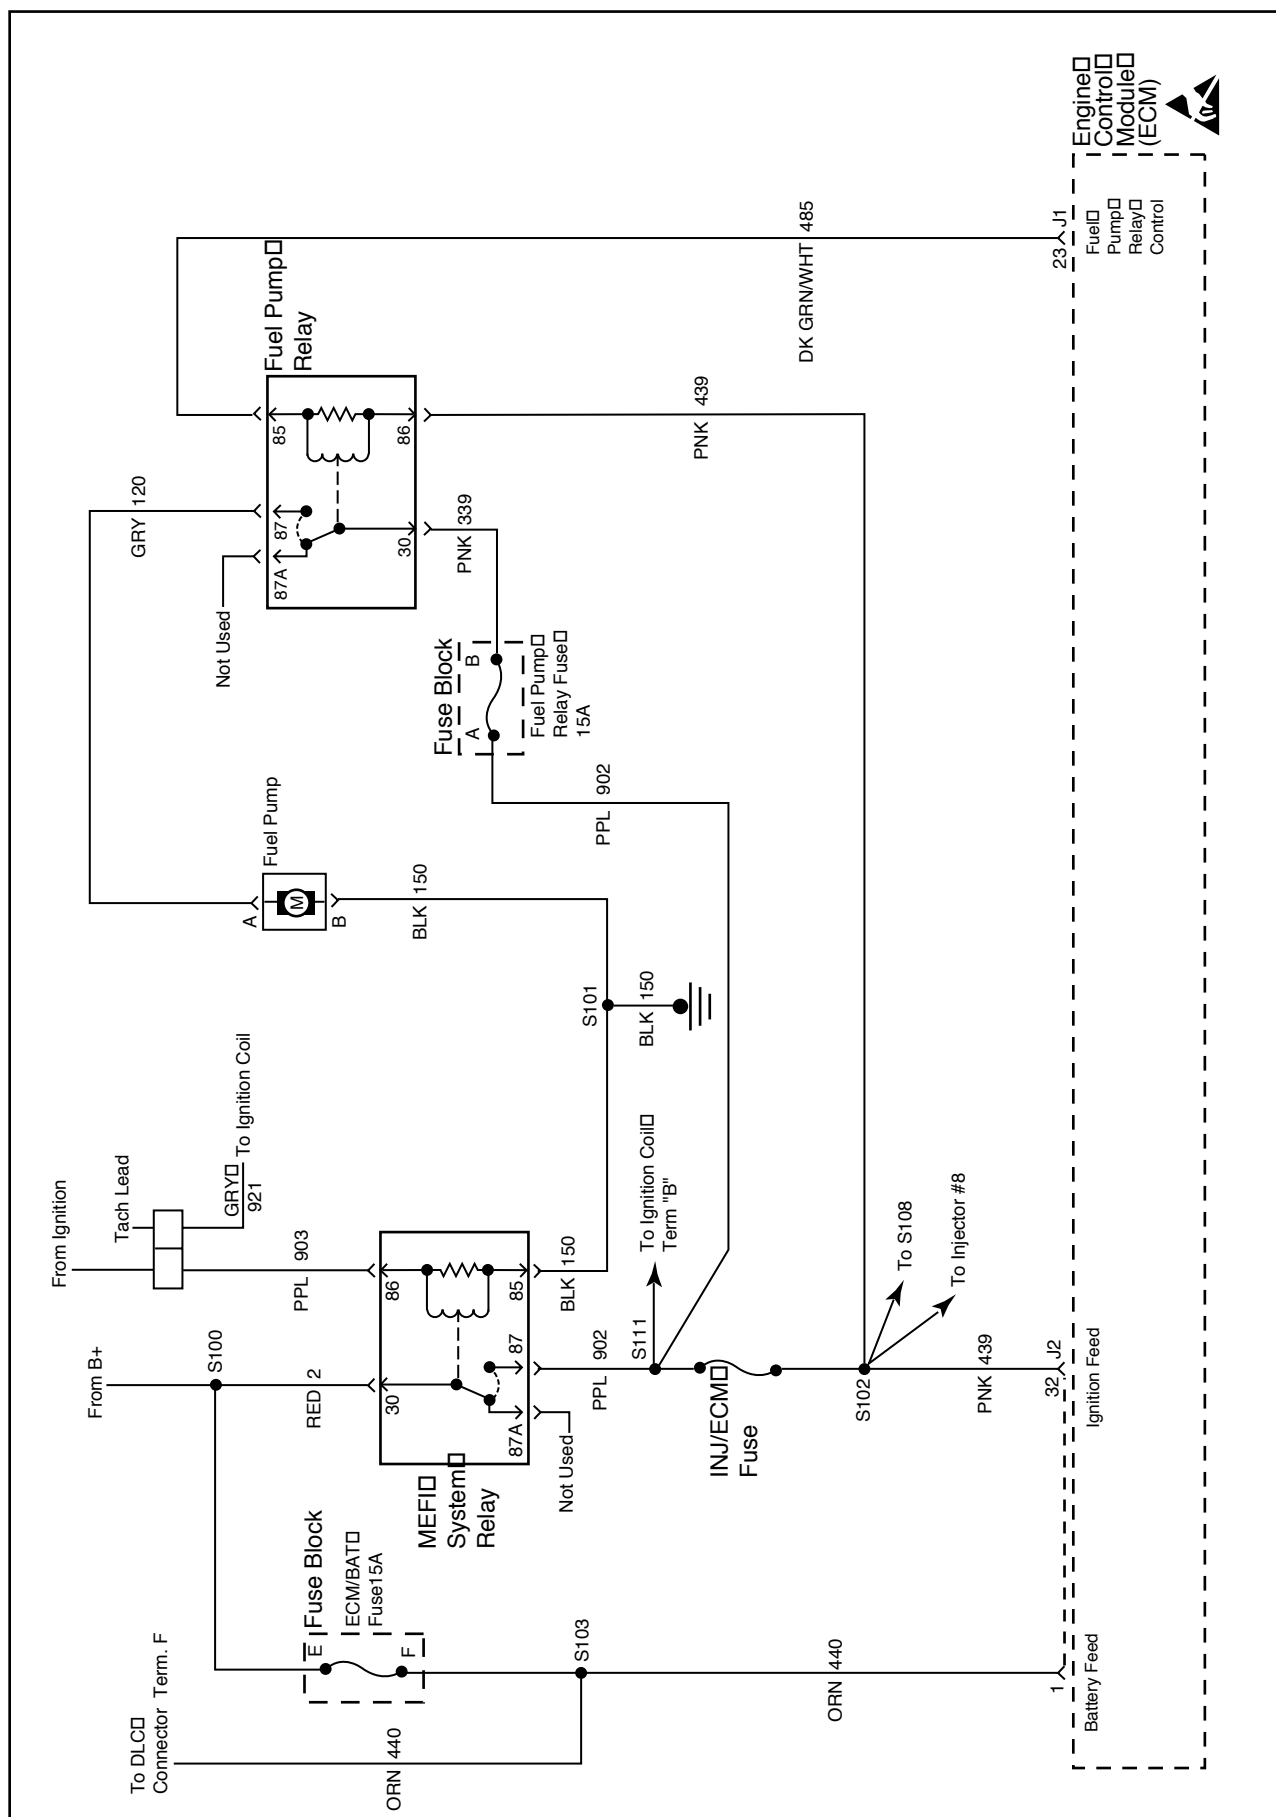 To DLC□
Connector Term. F
ORN 440
Fuse Block
ECM/BAT□
Fuse15A
E
F
S103
ORN 440
1
Battery Feed
From B+
S100
RED 2
From Ignition
Tach Lead
GRY□
921
To Ignition Coil
PPL 903
MEFI□
System□
Relay
30
86
87A
87
85
Not Used
PPL 902
BLK 150
S111
To Ignition Coil□
Term "B"
INJ/ECM□
Fuse
S102
To S108
To Injector #8
PNK 439
32
J2
Ignition Feed
S101
BLK 150
Fuel Pump
A
M
B
BLK 150
GRY 120
Not Used
Fuel Pump□
Relay
87A
87
85
30
86
PNK 339
Fuse Block
A
B
Fuel Pump□
Relay Fuse□
15A
PPL 902
PNK 439
DK GRN/WHT 485
23
J1
Fuel□
Pump□
Relay□
Control
Engine□
Control□
Module□
(ECM)